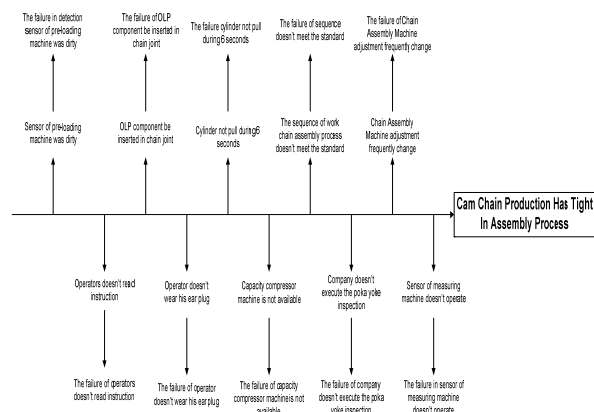 The failure in detection
sensor of pre-loading
machine was dirty
The failure of OLP
component be inserted in
chain joint
The failure cylinder not pull
during 6 seconds
The failure of sequence
doesn't meet the standard
The failure of Chain
Assembly Machine
adjustment frequently change
Sensor of pre-loading
machine was dirty
OLP component be
inserted in chain joint
Cylinder not pull during 6
seconds
The sequence of work
chain assembly process
doesn't meet the standard
Chain Assembly
Machine adjustment
frequently change
Cam Chain Production Has Tight
In Assembly Process
Operators doesn't read
instruction
Operator doesn't
wear his ear plug
Capacity compressor
machine is not available
Company doesn't
execute the poka yoke
inspection
Sensor of measuring
machine doesn't operate
The failure of operators
doesn't read instruction
The failure of operator
doesn't wear his ear plug
The failure of capacity
compressor machine is not
available
The failure of company
doesn't execute the poka
yoke inspection
The failure in sensor of
measuring machine
doesn't operate